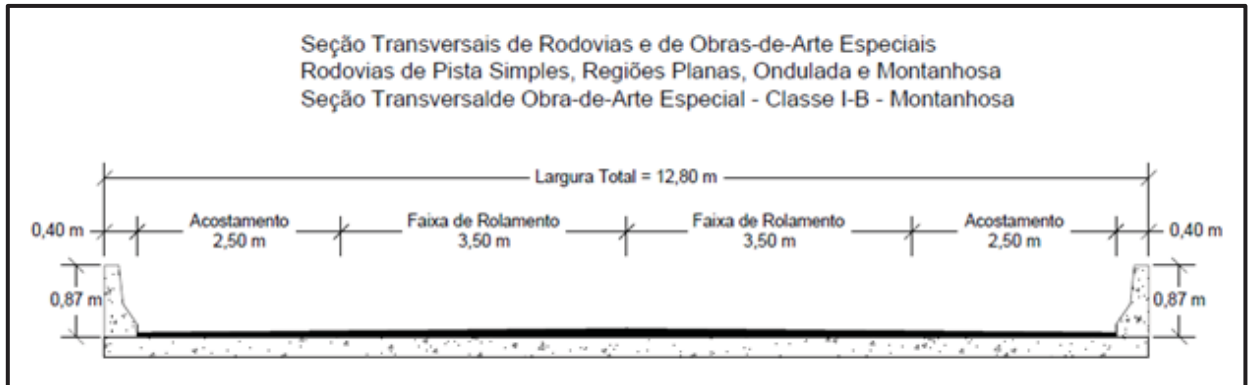 Seção Transversais de Rodovias e de Obras-de-Arte Especiais
Rodovias de Pista Simples, Regiões Planas, Ondulada e Montanhosa
Seção Transversalde Obra-de-Arte Especial - Classe I-B - Montanhosa
Largura Total = 12,80 m
0,40 m
Acostamento
2,50 m
Faixa de Rolamento
3,50 m
Faixa de Rolamento
3,50 m
Acostamento
2,50 m
0,40 m
0,87 m
0,87 m